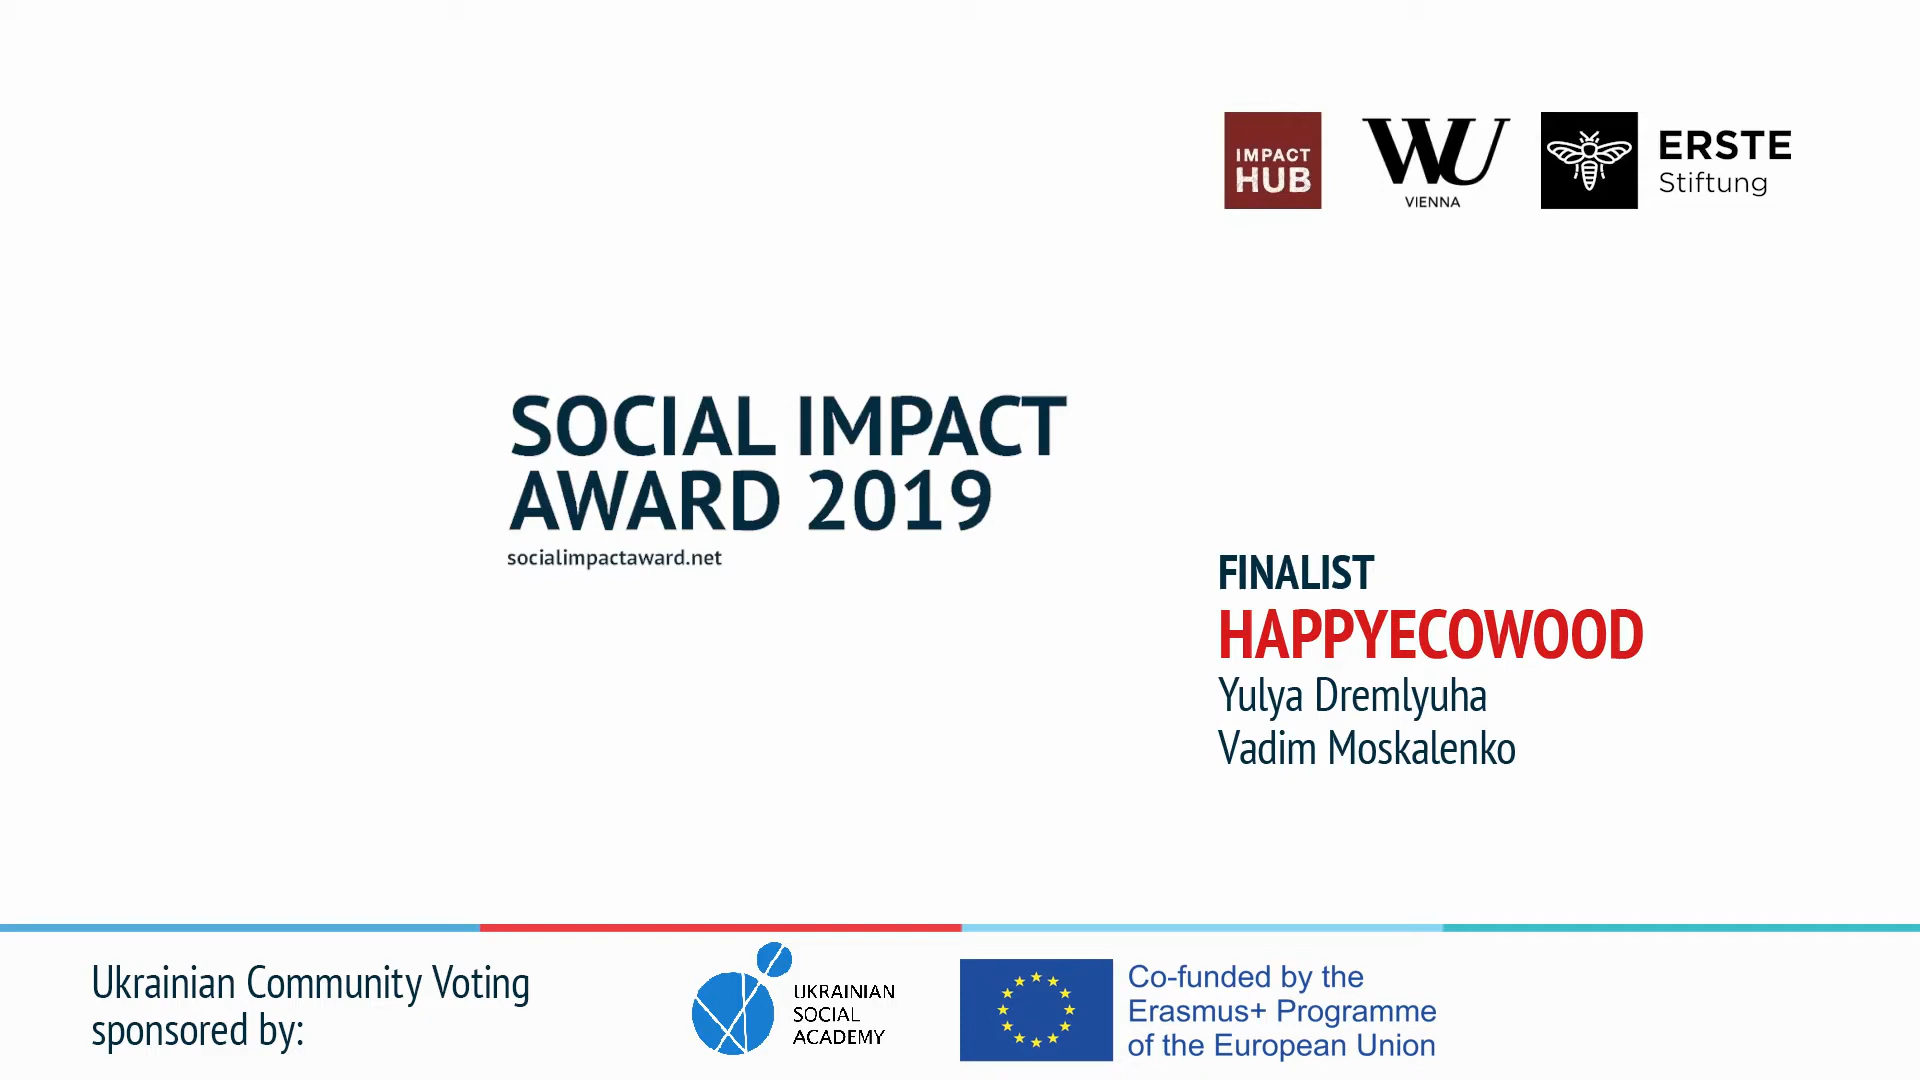 IMPACT
HUB
WU
VIENNA
ERSTE
Stiftung
SOCIAL IMPACT
AWARD 2019
socialimpactaward.net
FINALIST
HAPPYECOWOOD
Yulya Dremlyuha
Vadim Moskalenko
Ukrainian Community Voting
sponsored by:
UKRAINIAN
SOCIAL
ACADEMY
Co-funded by the
Erasmus+ Programme
of the European Union